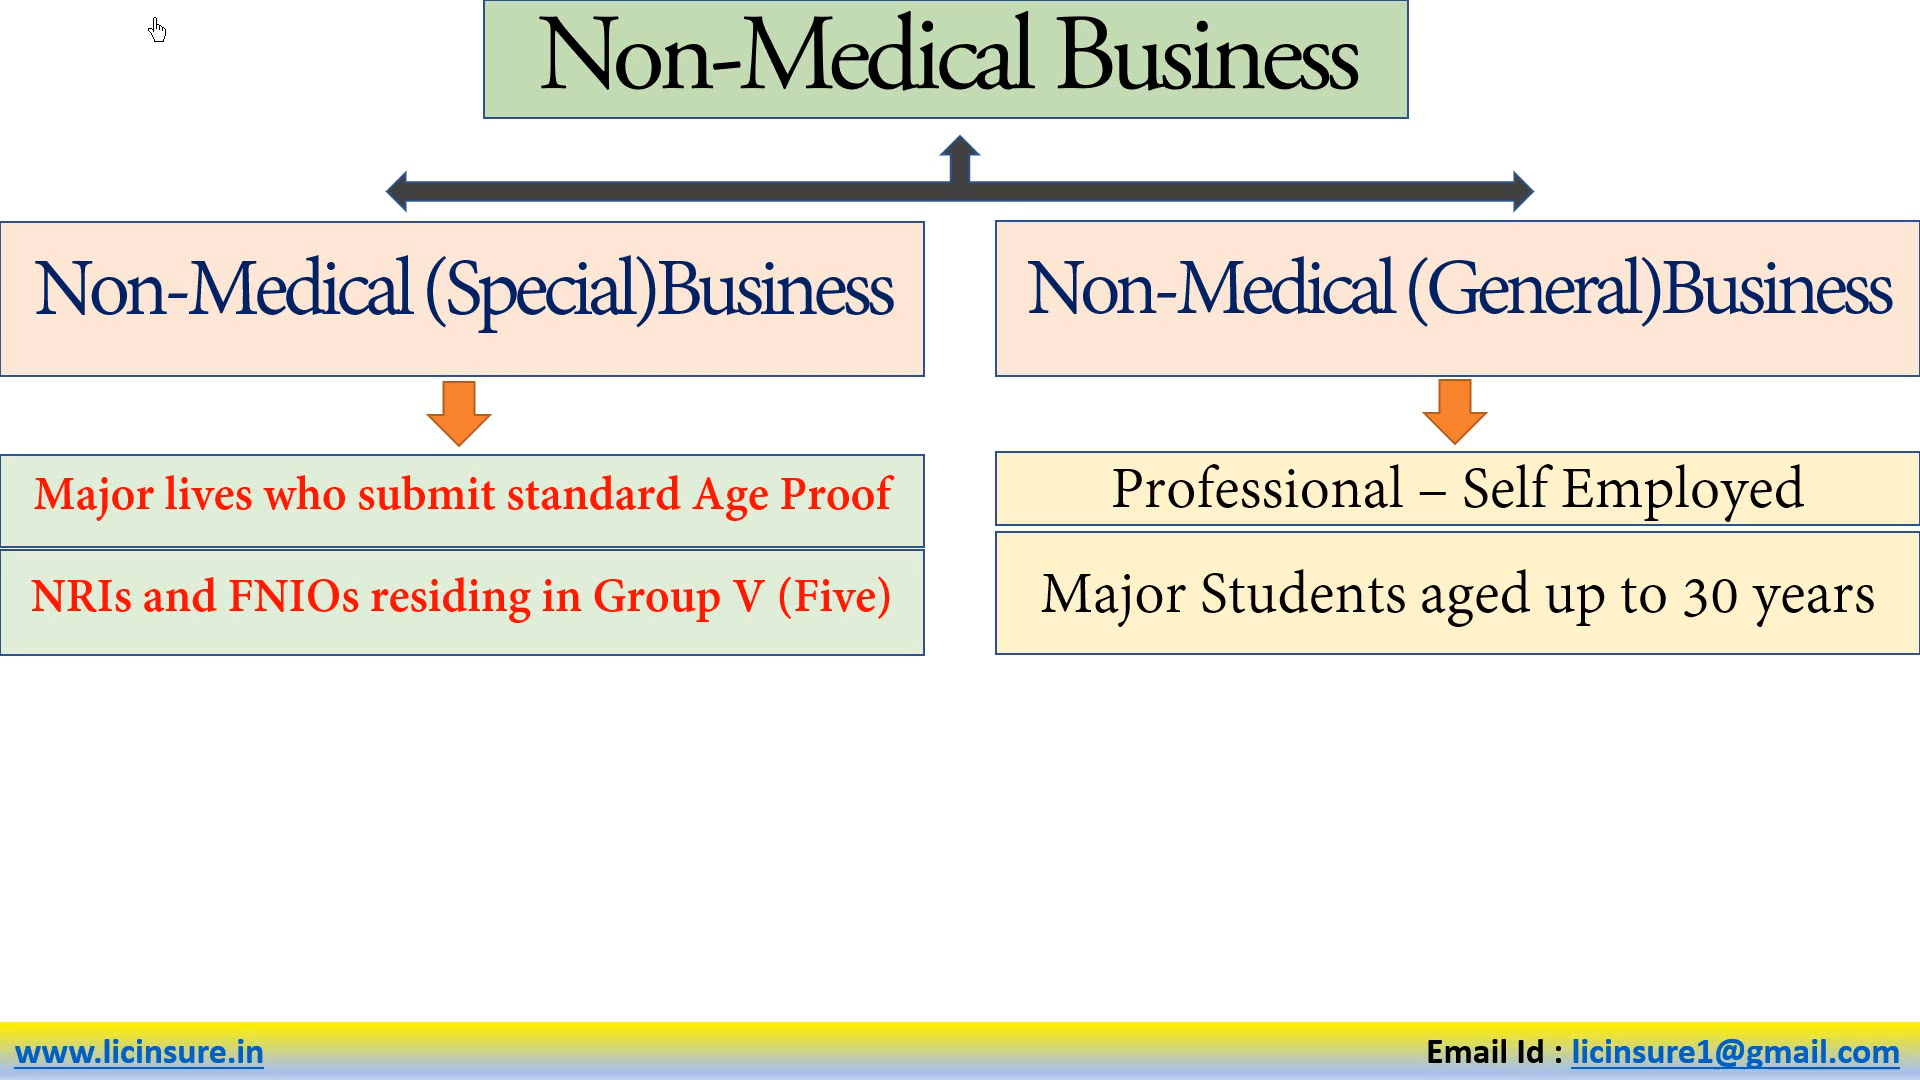 Non-Medical Business
Non-Medical (Special)Business
Non-Medical (General)Business
Major lives who submit standard Age Proof
NRIs and FNIOs residing in Group V (Five)
Professional – Self Employed
Major Students aged up to 30 years
www.licinsure.in
Email Id : licinsure1@gmail.com